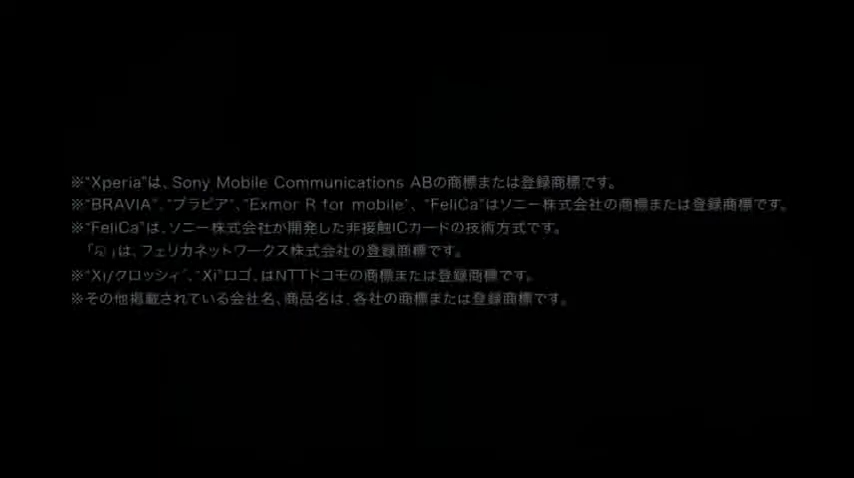 ※“Xperia”は、Sony Mobile Communications ABの商標または登録商標です。
※“BRAVIA”、“ブラビア”、“Exmor R for mobile”、“FeliCa”はソニー株式会社の商標または登録商標です。
※“FeliCa”は、ソニー株式会社が開発した非接触ICカードの技術方式です。
「 」は、フェリカネットワークス株式会社の登録商標です。
※“Xi/クロッシィ”、“Xi”ロゴ、はNTTドコモの商標または登録商標です。
※その他掲載されている会社名、商品名は、各社の商標または登録商標です。